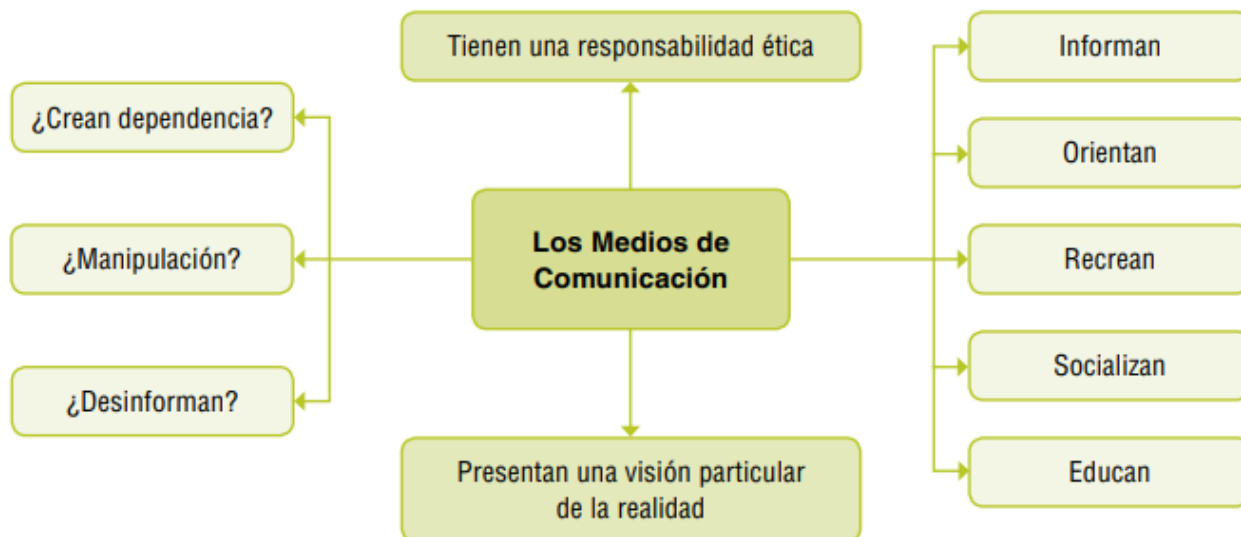 Tienen una responsabilidad ética
Informan
¿Crean dependencia?
Orientan
Los Medios de
Comunicación
¿Manipulación?
Recrean
Socializan
¿Desinforman?
Presentan una visión particular
de la realidad
Educan